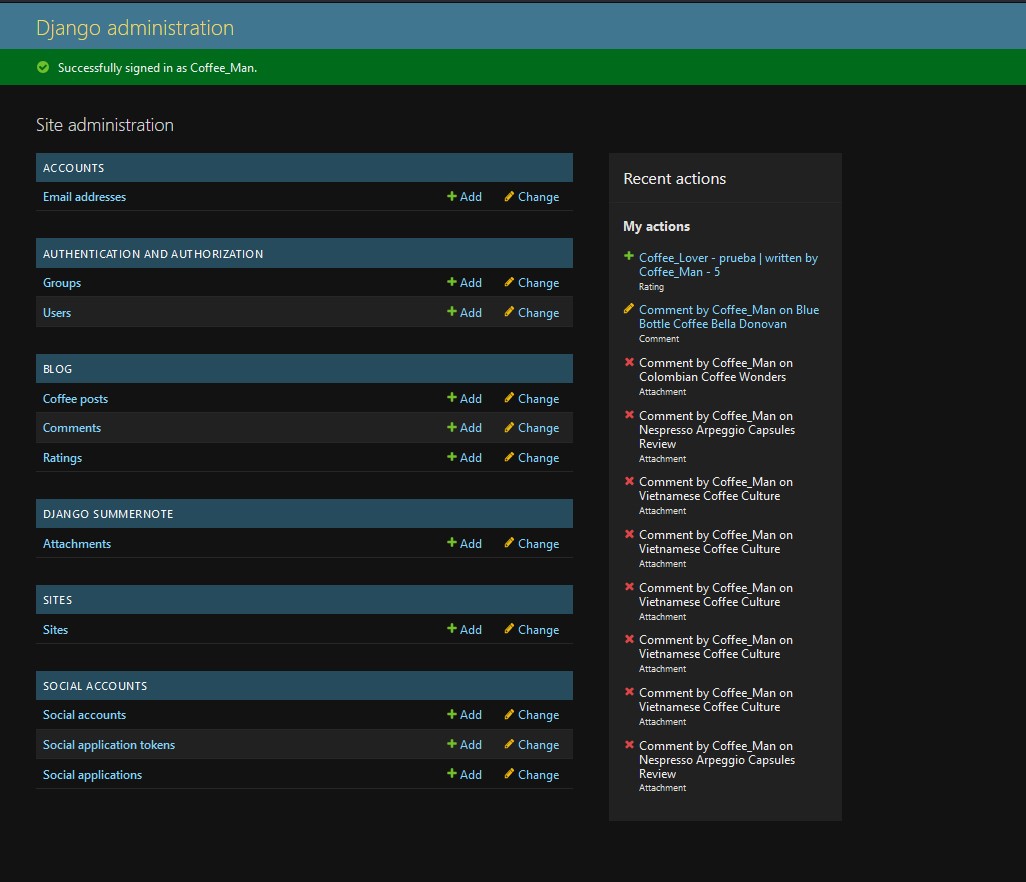 Django administration
Successfully signed in as Coffee_Man.
Site administration
ACCOUNTS
Email addresses Add Change
AUTHENTICATION AND AUTHORIZATION
Groups Add Change
Users Add Change
BLOG
Coffee posts Add Change
Comments Add Change
Ratings Add Change
DJANGO SUMMERNOTE
Attachments Add Change
SITES
Sites Add Change
SOCIAL ACCOUNTS
Social accounts Add Change
Social application tokens Add Change
Social applications Add Change
Recent actions
My actions
Coffee_Lover - prueba | written by
Coffee_Man - 5
Rating
Comment by Coffee_Man on Blue
Bottle Coffee Bella Donovan
Comment
Comment by Coffee_Man on
Colombian Coffee Wonders
Attachment
Comment by Coffee_Man on
Nespresso Arpeggio Capsules
Review
Attachment
Comment by Coffee_Man on
Vietnamese Coffee Culture
Attachment
Comment by Coffee_Man on
Vietnamese Coffee Culture
Attachment
Comment by Coffee_Man on
Vietnamese Coffee Culture
Attachment
Comment by Coffee_Man on
Vietnamese Coffee Culture
Attachment
Comment by Coffee_Man on
Vietnamese Coffee Culture
Attachment
Comment by Coffee_Man on
Nespresso Arpeggio Capsules
Review
Attachment